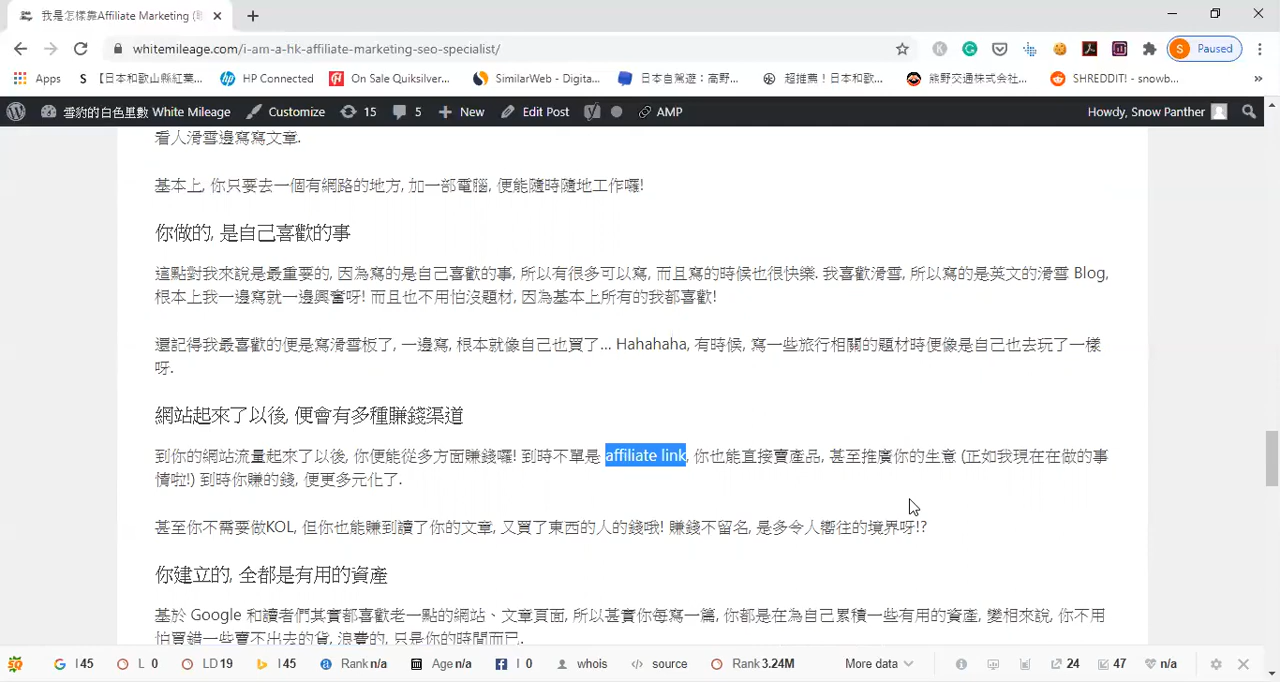 我是怎樣靠Affiliate Marketing (
whitemileage.com/i-am-a-hk-affiliate-marketing-seo-specialist/
S Paused
Apps
【日本和歌山縣紅葉...
HP Connected
On Sale Quiksilver...
SimilarWeb - Digita...
日本自駕遊：高野...
超推薦！日本和歌...
熊野交通株式会社...
SHREDDIT! - snowb...
»
雪豹的白色里數 White Mileage
Customize
15
5
New
Edit Post
AMP
Howdy, Snow Panther
看人滑雪邊寫寫文章.
基本上, 你只要去一個有網路的地方, 加一部電腦, 便能隨時隨地工作囉!
你做的, 是自己喜歡的事
這點對我來說是最重要的, 因為寫的是自己喜歡的事, 所以有很多可以寫, 而且寫的時候也很快樂. 我喜歡滑雪, 所以寫的是英文的滑雪 Blog,
根本上我一邊寫就一邊興奮呀! 而且也不用怕沒題材, 因為基本上所有的我都喜歡!
還記得我最喜歡的便是寫滑雪板了, 一邊寫, 根本就像自己也買了... Hahahaha, 有時候, 寫一些旅行相關的題材時便像是自己也去玩了一樣
呀.
網站起來了以後, 便會有多種賺錢渠道
到你的網站流量起來了以後, 你便能從多方面賺錢囉! 到時不單是 affiliate link, 你也能直接賣產品, 甚至推廣你的生意 (正如我現在在做的事
情啦!) 到時你賺的錢, 便更多元化了.
甚至你不需要做KOL, 但你也能賺到讀了你的文章, 又買了東西的人的錢哦! 賺錢不留名, 是多令人嚮往的境界呀!?
你建立的, 全都是有用的資產
基於 Google 和讀者們其實都喜歡老一點的網站、文章頁面, 所以甚實你每寫一篇, 你都是在為自己累積一些有用的資產, 變相來說, 你不用
怕買錯一些賣不出去的貨, 浪費的, 只是你的時間而已.
SQ
I 45
L 0
LD 19
I 45
Rank n/a
Age n/a
I 0
whois
source
Rank 3.24M
More data
24
47
n/a